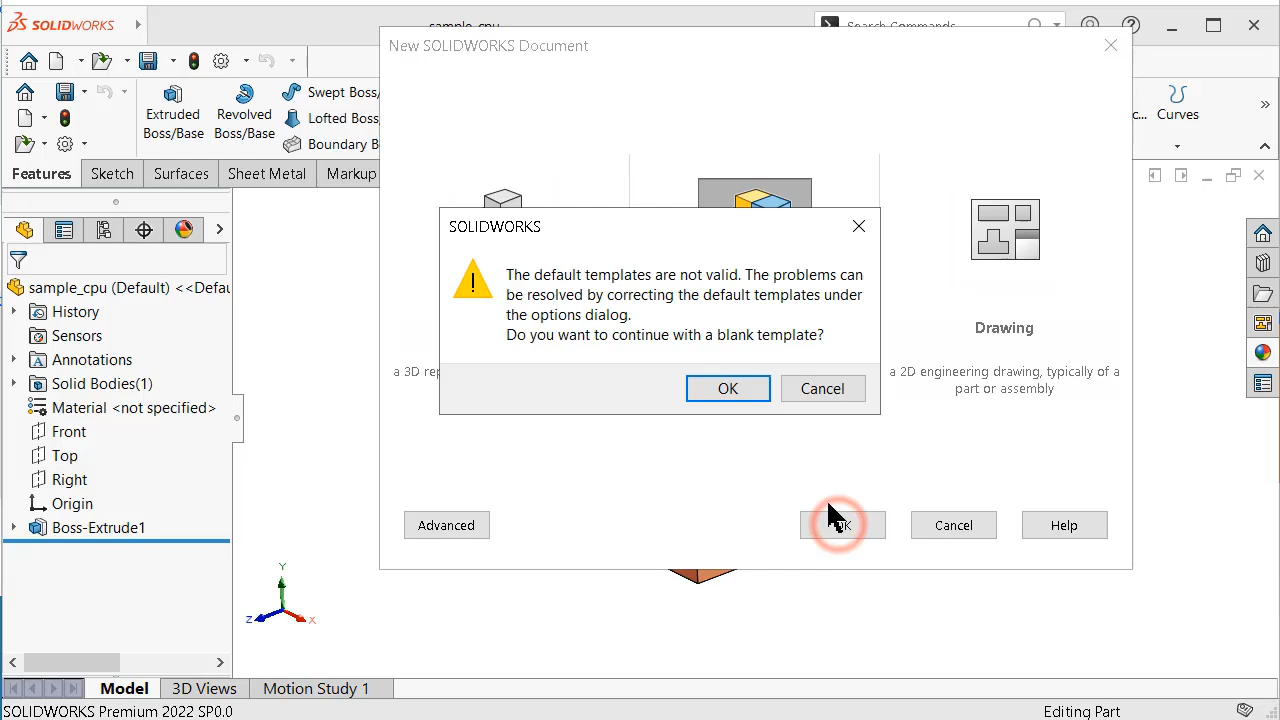 SOLIDWORKS
New SOLIDWORKS Document
Extruded
Boss/Base
Revolved
Boss/Base
Swept Boss/
Lofted Boss
Boundary B
Curves
Features
Sketch
Surfaces
Sheet Metal
Markup
SOLIDWORKS
The default templates are not valid. The problems can
be resolved by correcting the default templates under
the options dialog.
Do you want to continue with a blank template?
OK
Cancel
sample_cpu (Default) <<Defau
History
Sensors
Annotations
Solid Bodies(1)
Material <not specified>
Front
Top
Right
Origin
Boss-Extrude1
a 3D rep
Drawing
a 2D engineering drawing, typically of a
part or assembly
Advanced
Cancel
Help
Y
Z
X
Model
3D Views
Motion Study 1
SOLIDWORKS Premium 2022 SP0.0
Editing Part